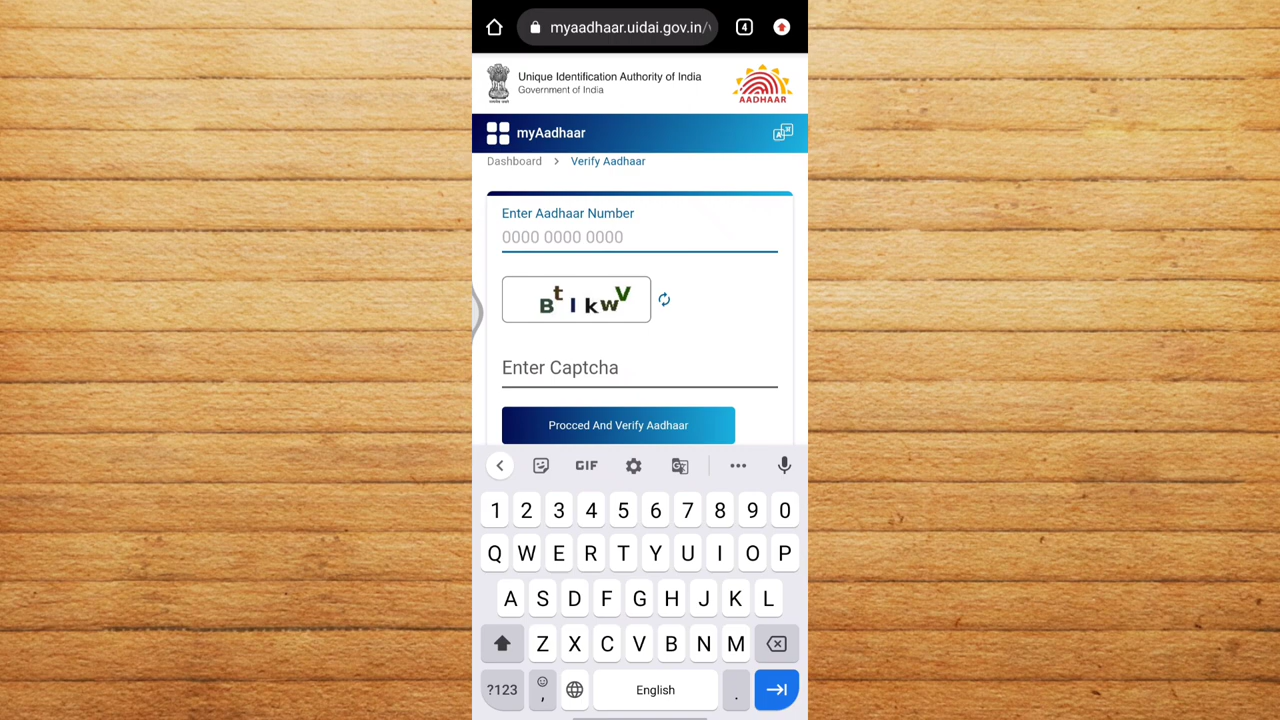 myaadhaar.uidai.gov.in/
4
Unique Identification Authority of India
Government of India
AADHAAR
myAadhaar
Dashboard > Verify Aadhaar
Enter Aadhaar Number
0000 0000 0000
Enter Captcha
Procced And Verify Aadhaar
GIF
1 2 3 4 5 6 7 8 9 0
Q W E R T Y U I O P
A S D F G H J K L
Z X C V B N M
?123 , English .